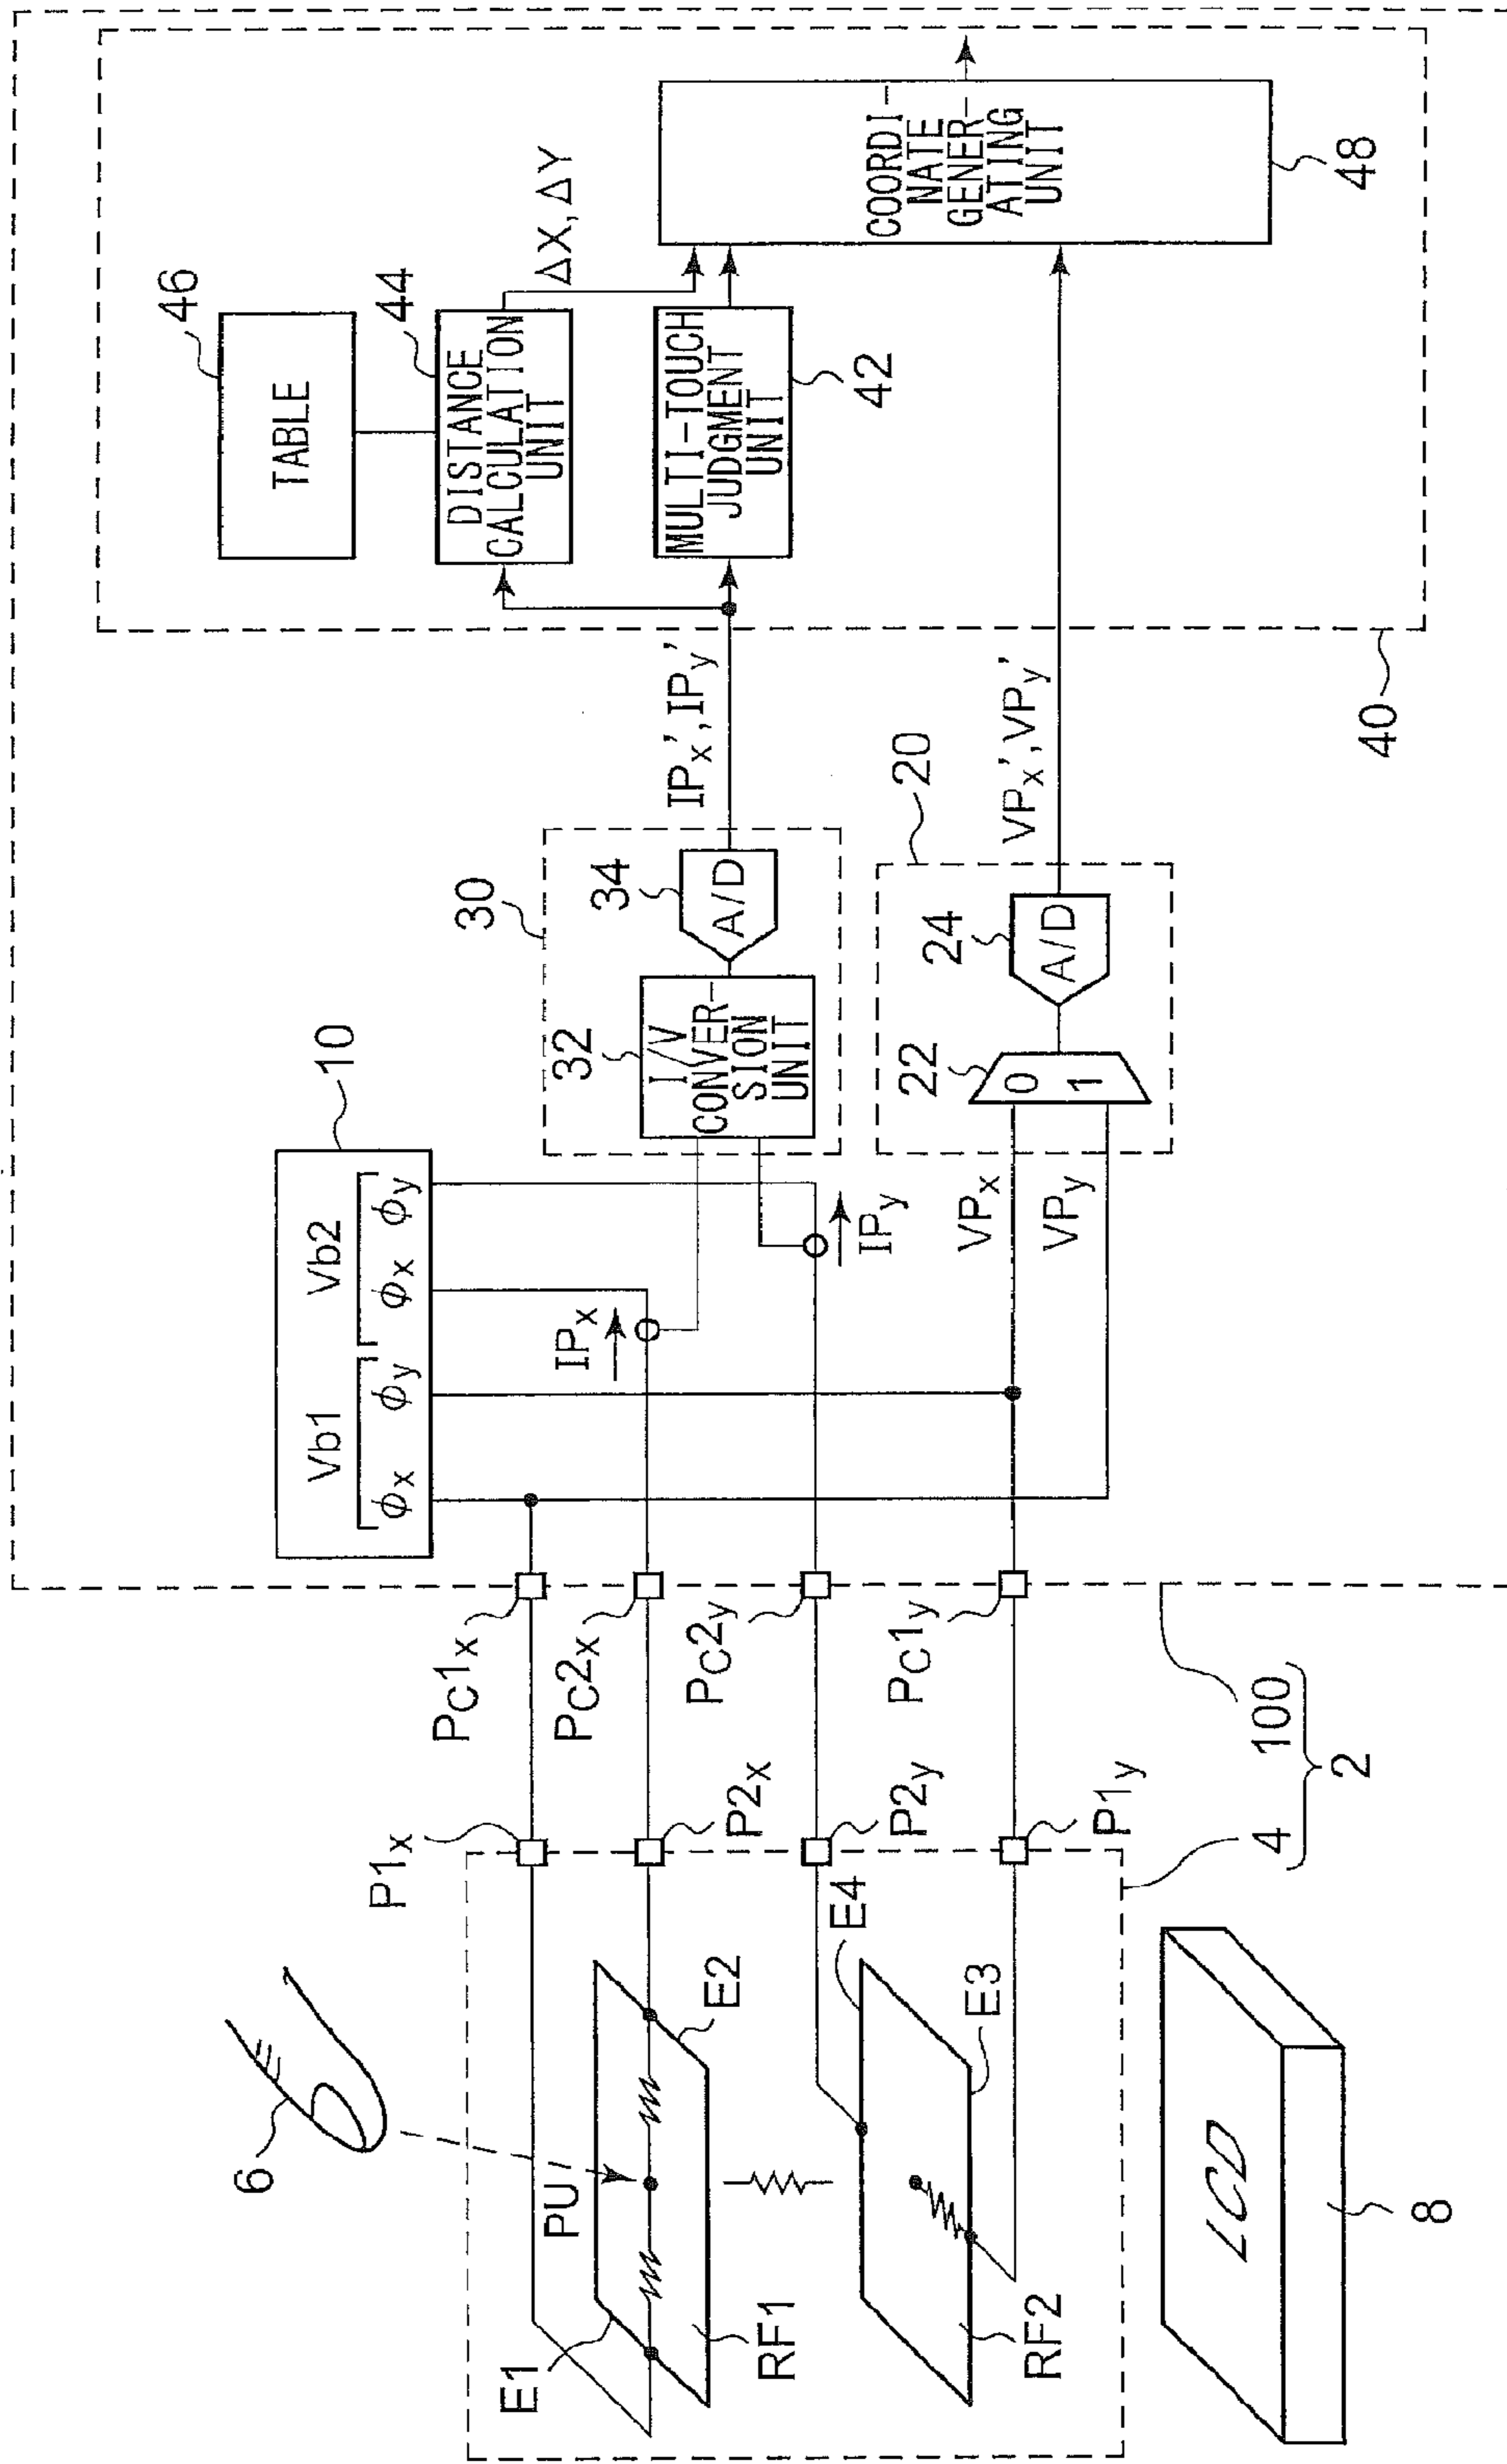 6
PU
E1
RF1
E2
P1x
P2x
P2y
P1y
E4
E3
RF2
LCD
8
4
100
2
Pc1x
Pc2x
Pc2y
Pc1y
10
Vb1
Vb2
ϕx
ϕy
ϕx
ϕy
IPx
IPy
VPx
VPy
30
32
I/V
CONVER-
SION
UNIT
34
A/D
20
22
0
1
24
A/D
IPx', IPy'
VPx', VPy'
40
46
TABLE
44
DISTANCE
CALCULATION
UNIT
ΔX, ΔY
MULTI-TOUCH
JUDGMENT
UNIT
42
COORDI-
NATE
GENER-
ATING
UNIT
48